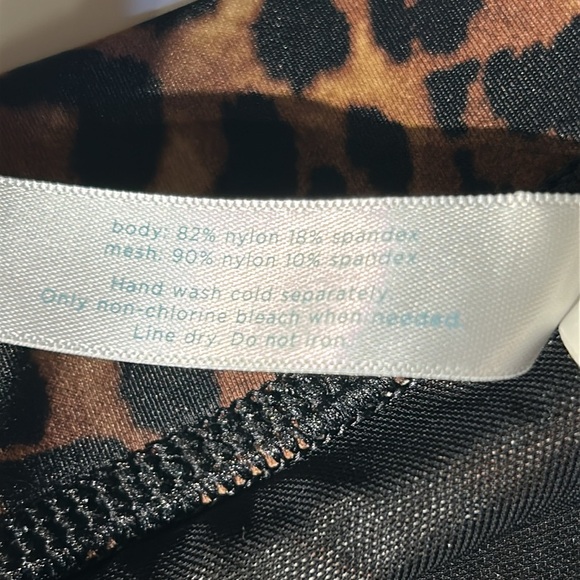 body: 82% nylon 18% spandex
mesh: 90% nylon 10% spandex
Hand wash cold separately.
Only non-chlorine bleach when needed.
Line dry. Do not iron.